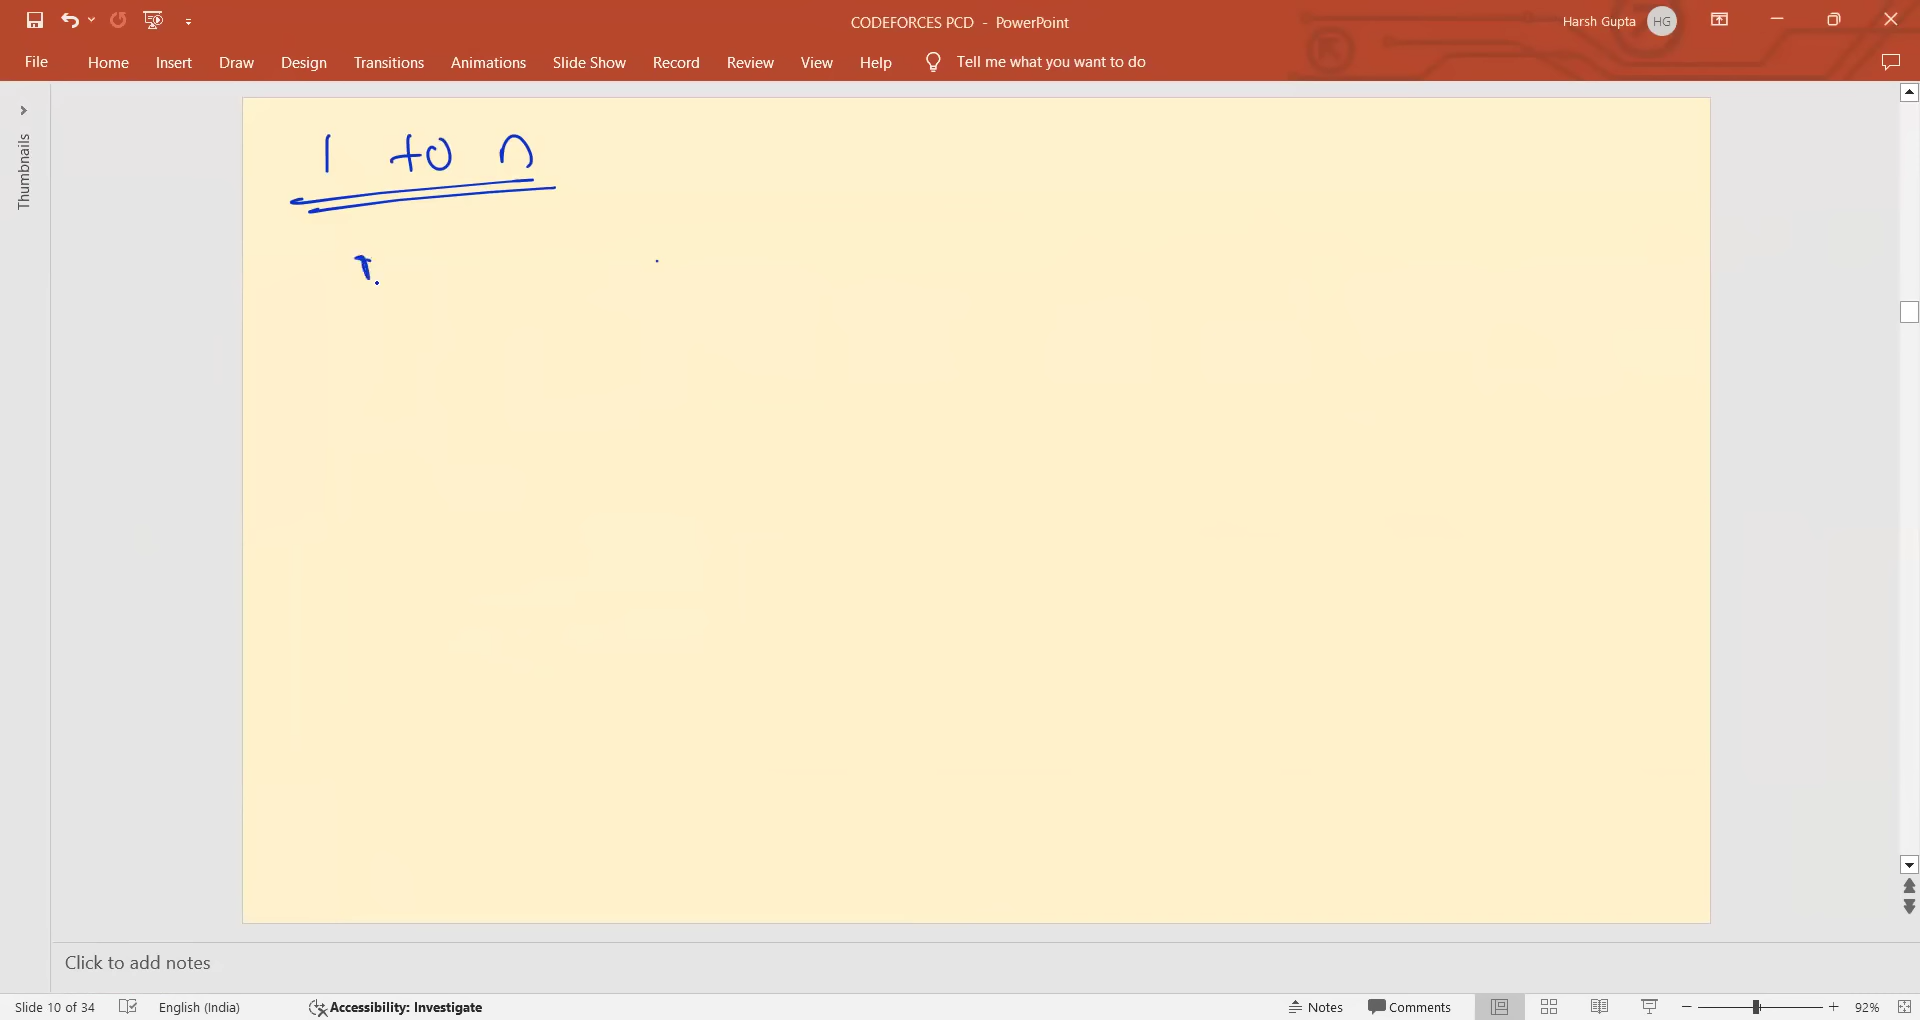 CODEFORCES PCD - PowerPoint
Harsh Gupta HG
File Home Insert Draw Design Transitions Animations Slide Show Record Review View Help Tell me what you want to do
Thumbnails
1 to n
Click to add notes
Slide 10 of 34 English (India) Accessibility: Investigate Notes Comments 92%